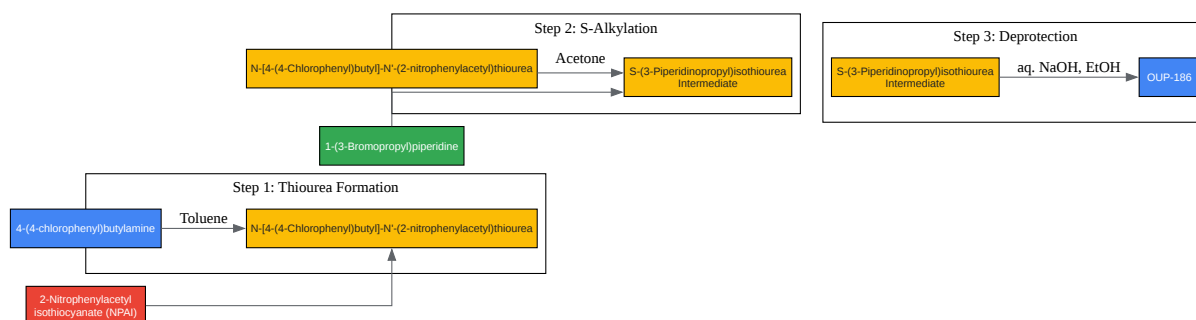 Step 2: S-Alkylation
N-[4-(4-Chlorophenyl)butyl]-N'-(2-nitrophenylacetyl)thiourea
Acetone
S-(3-Piperidinopropyl)isothiourea
Intermediate
1-(3-Bromopropyl)piperidine
Step 3: Deprotection
S-(3-Piperidinopropyl)isothiourea
Intermediate
aq. NaOH, EtOH
OUP-186
Step 1: Thiourea Formation
4-(4-chlorophenyl)butylamine
Toluene
N-[4-(4-Chlorophenyl)butyl]-N'-(2-nitrophenylacetyl)thiourea
2-Nitrophenylacetyl
isothiocyanate (NPAI)